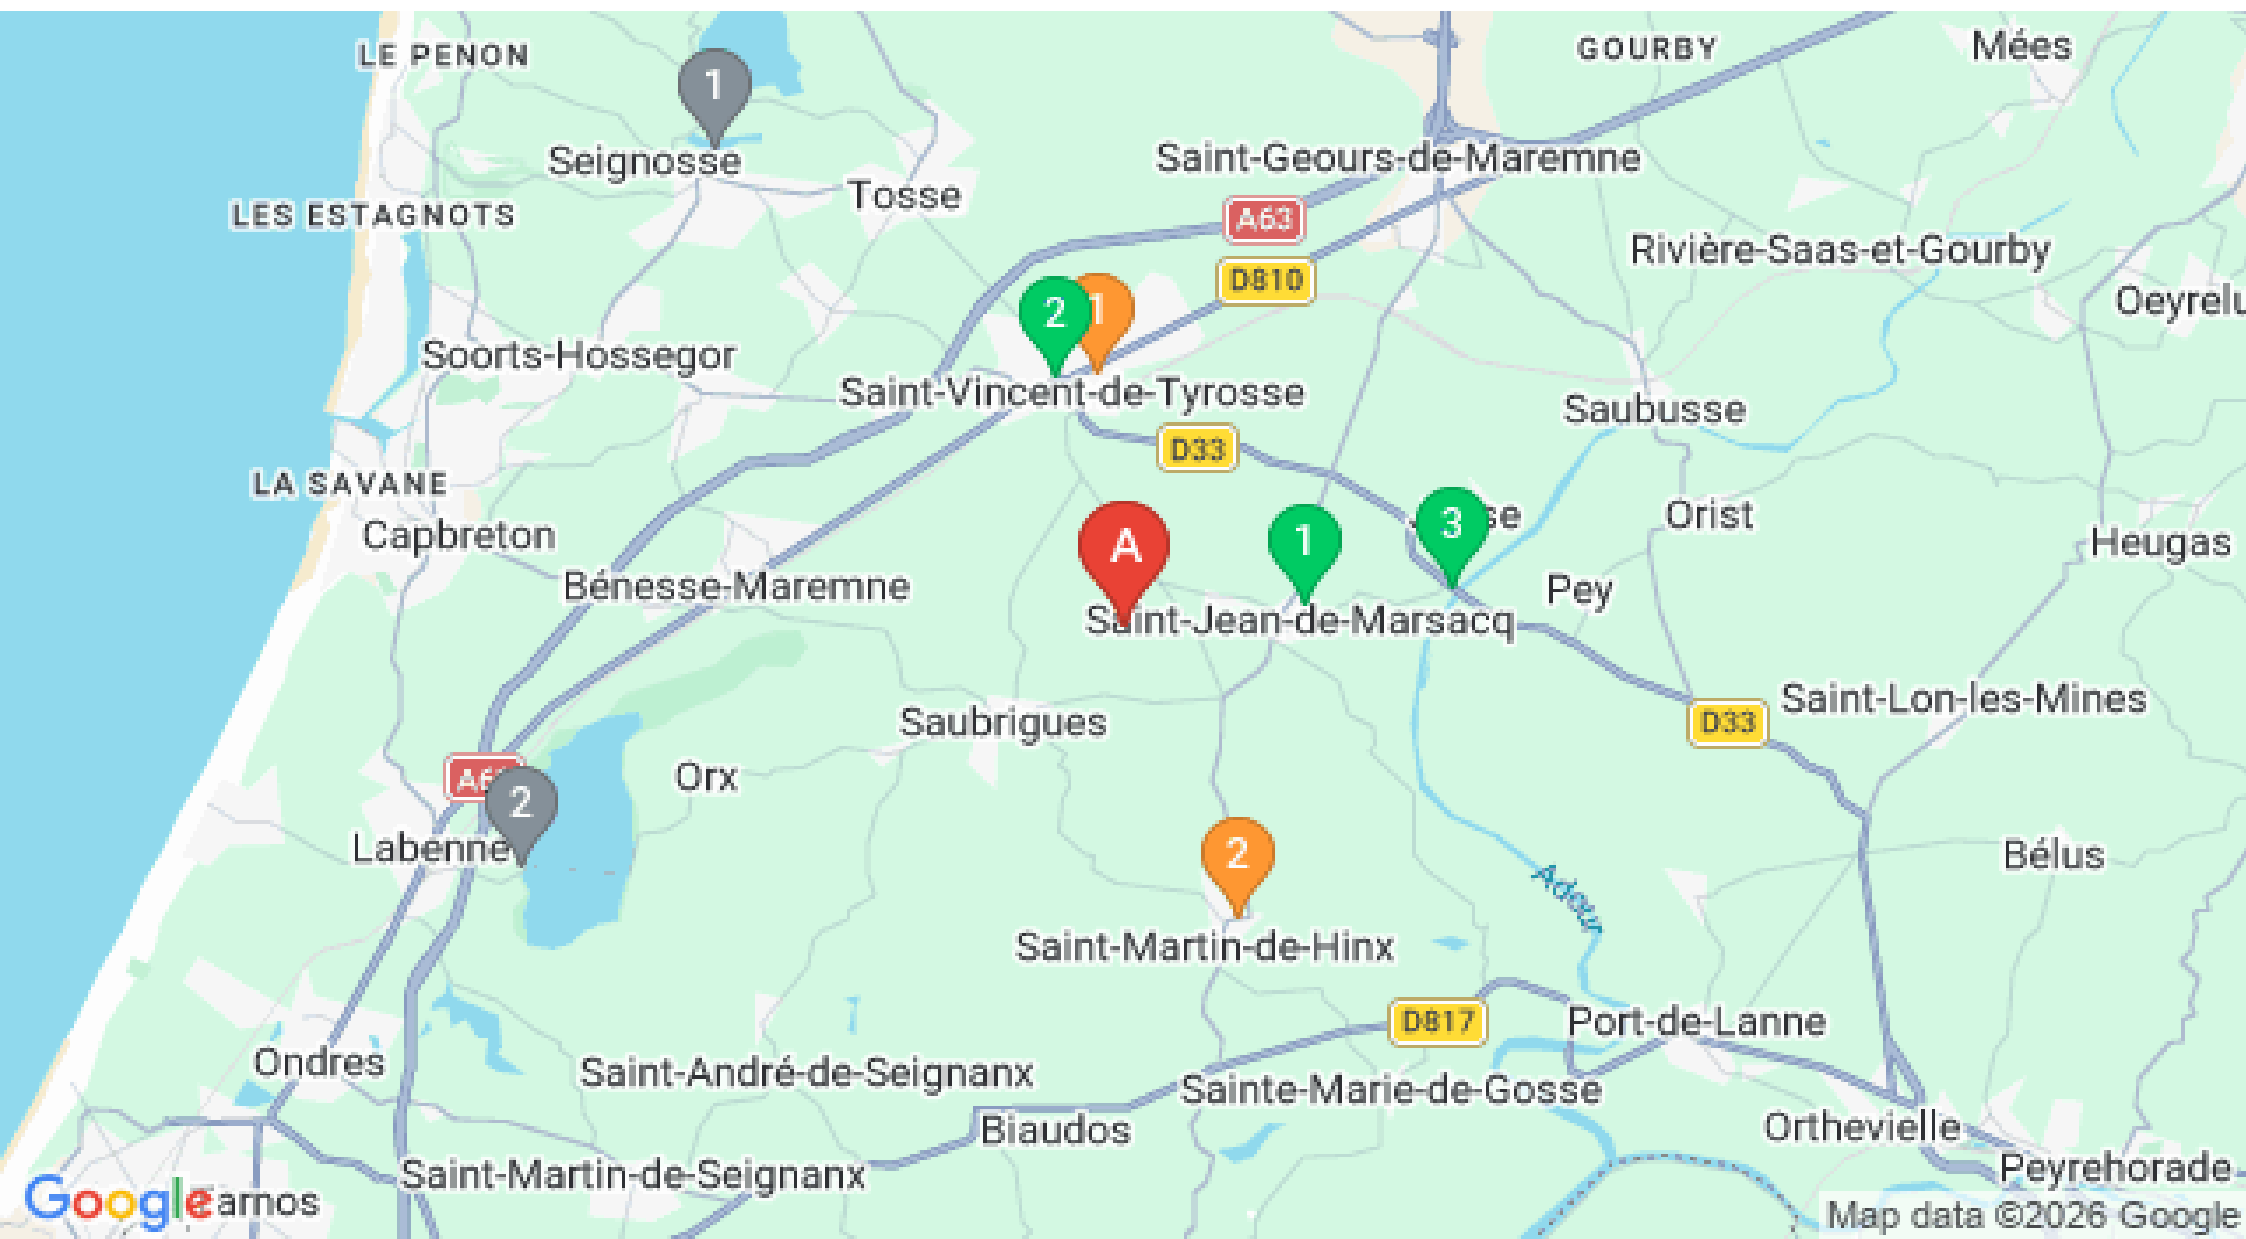 LE PENON
GOURBY
Mées
1
Seignosse
Saint-Geours-de-Maremne
Tosse
LES ESTAGNOTS
A63
Rivière-Saas-et-Gourby
D810
Oeyrelu
2
1
Soorts-Hossegor
Saint-Vincent-de-Tyrosse
Saubusse
D33
LA SAVANE
Capbreton
A
1
3
se
Orist
Heugas
Bénesse-Maremne
Pey
Saint-Jean-de-Marsacq
Saint-Lon-les-Mines
Saubrigues
D33
Orx
A6
2
Labenne
2
Bélus
Adour
Saint-Martin-de-Hinx
D817
Port-de-Lanne
Ondres
Saint-André-de-Seignanx
Sainte-Marie-de-Gosse
Biaudos
Orthevielle
Saint-Martin-de-Seignanx
Peyrehorade
Google
arnos
Map data ©2026 Google